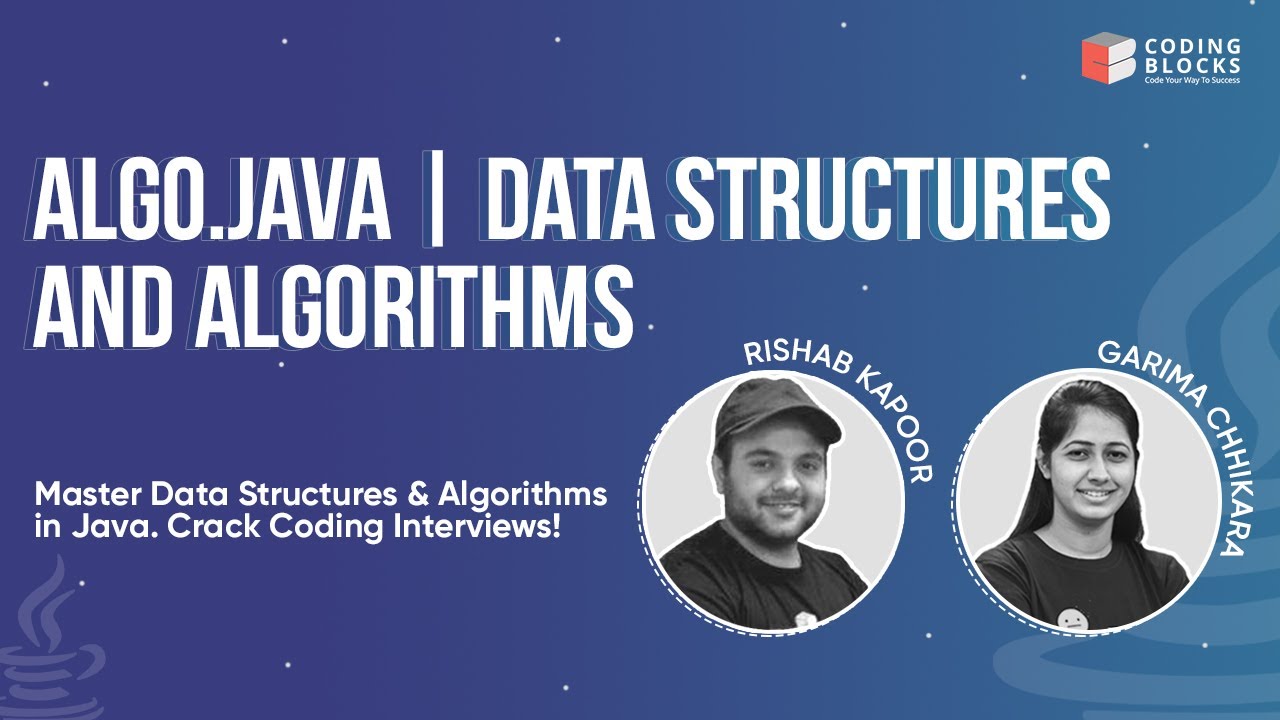 CODING
BLOCKS
Code Your Way To Success
ALGO.JAVA | DATA STRUCTURES
AND ALGORITHMS
RISHAB KAPOOR
GARIMA CHHIKARA
Master Data Structures & Algorithms
in Java. Crack Coding Interviews!